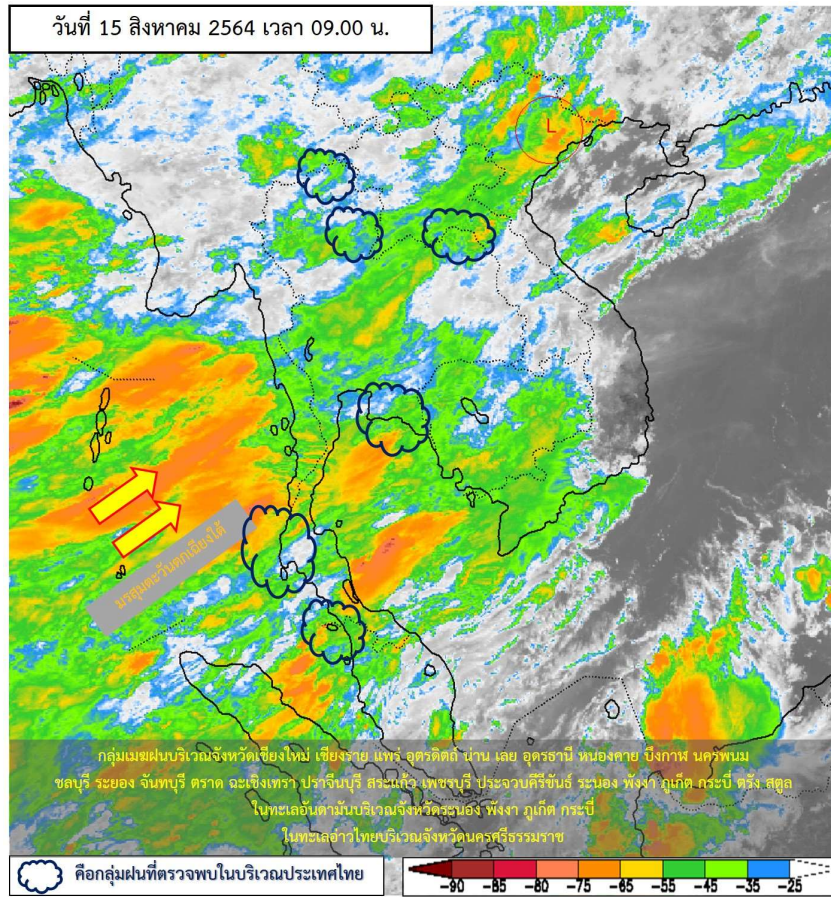 วันที่ 15 สิงหาคม 2564 เวลา 09.00 น.
L
มรสุมตะวันตกเฉียงใต้
กลุ่มเมฆฝนบริเวณจังหวัดเชียงใหม่ เชียงราย แพร่ อุตรดิตถ์ น่าน เลย อุดรธานี หนองคาย บึงกาฬ นครพนม
ชลบุรี ระยอง จันทบุรี ตราด ฉะเชิงเทรา ปราจีนบุรี สระแก้ว เพชรบุรี ประจวบคีรีขันธ์ ระนอง พังงา ภูเก็ต กระบี่ ตรัง สตูล
ในทะเลอันดามันบริเวณจังหวัดระนอง พังงา ภูเก็ต กระบี่
ในทะเลอ่าวไทยบริเวณจังหวัดนครศรีธรรมราช
คือกลุ่มฝนที่ตรวจพบในบริเวณประเทศไทย
-90 -85 -80 -75 -65 -55 -45 -35 -25